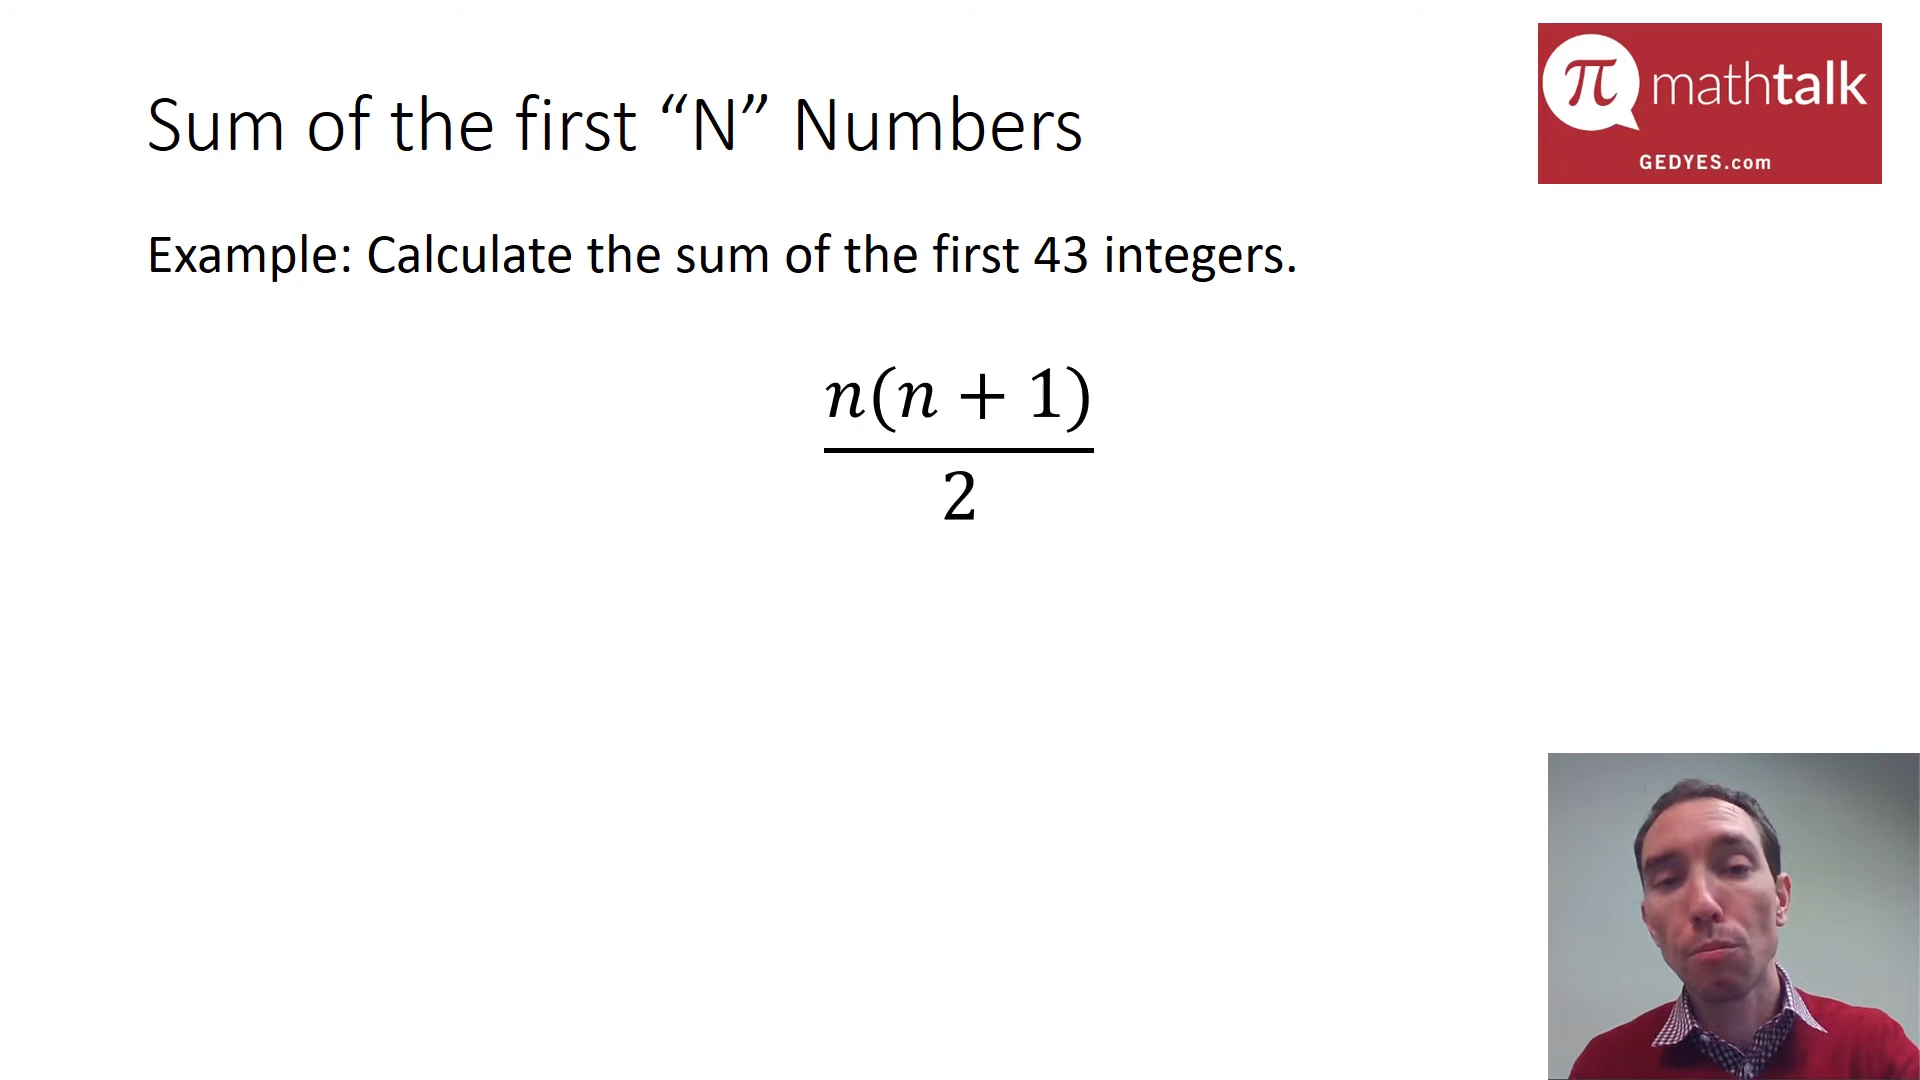 Sum of the first “N” Numbers
π mathtalk
GEDYES.com
Example: Calculate the sum of the first 43 integers.
n(n + 1)
2